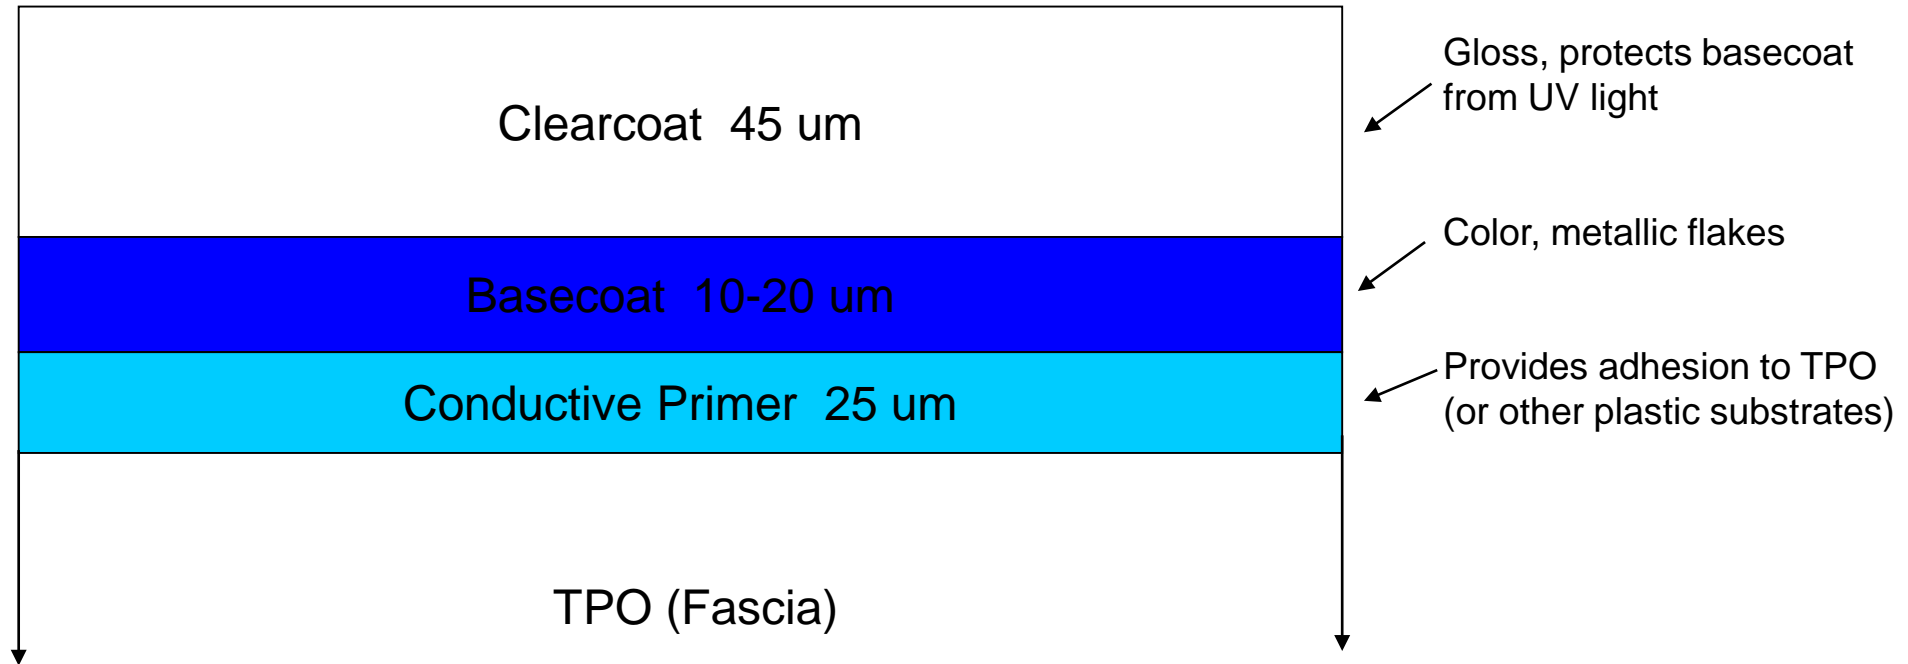 Gloss, protects basecoat
from UV light
Clearcoat 45 um
Color, metallic flakes
Basecoat 10-20 um
Provides adhesion to TPO
(or other plastic substrates)
Conductive Primer 25 um
TPO (Fascia)